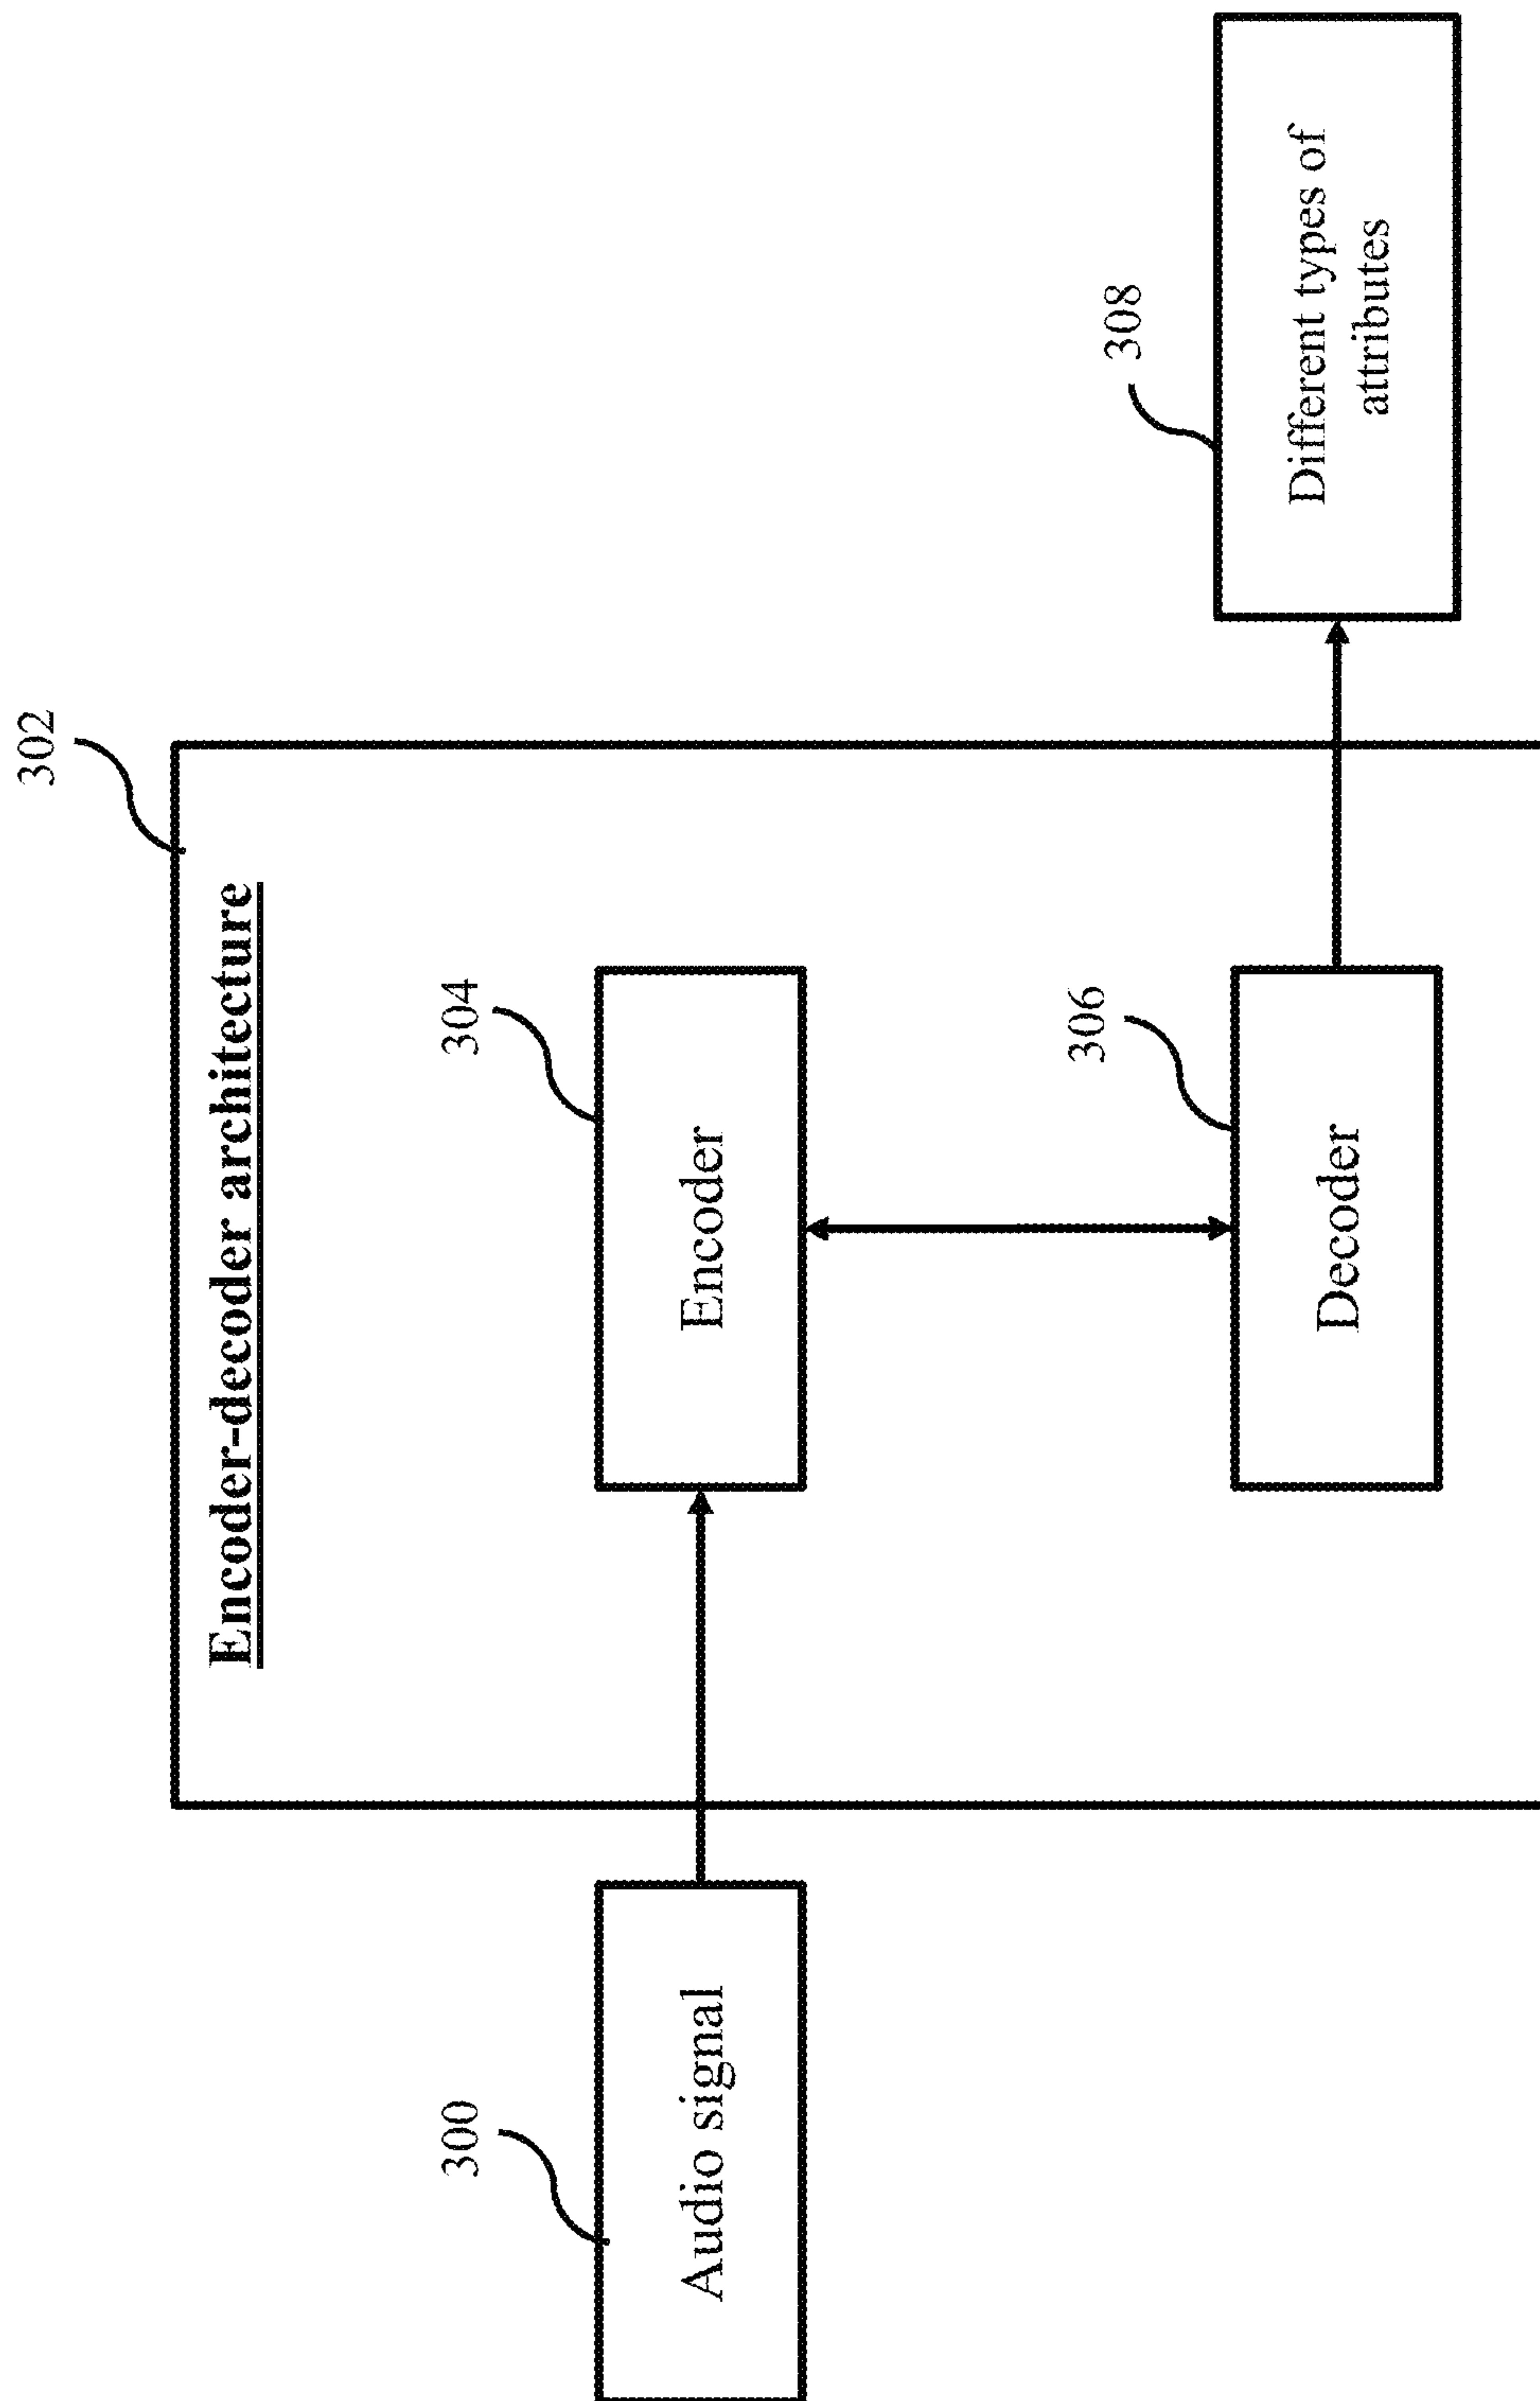 302
Encoder-decoder architecture
300
Audio signal
304
Encoder
306
Decoder
308
Different types of
attributes